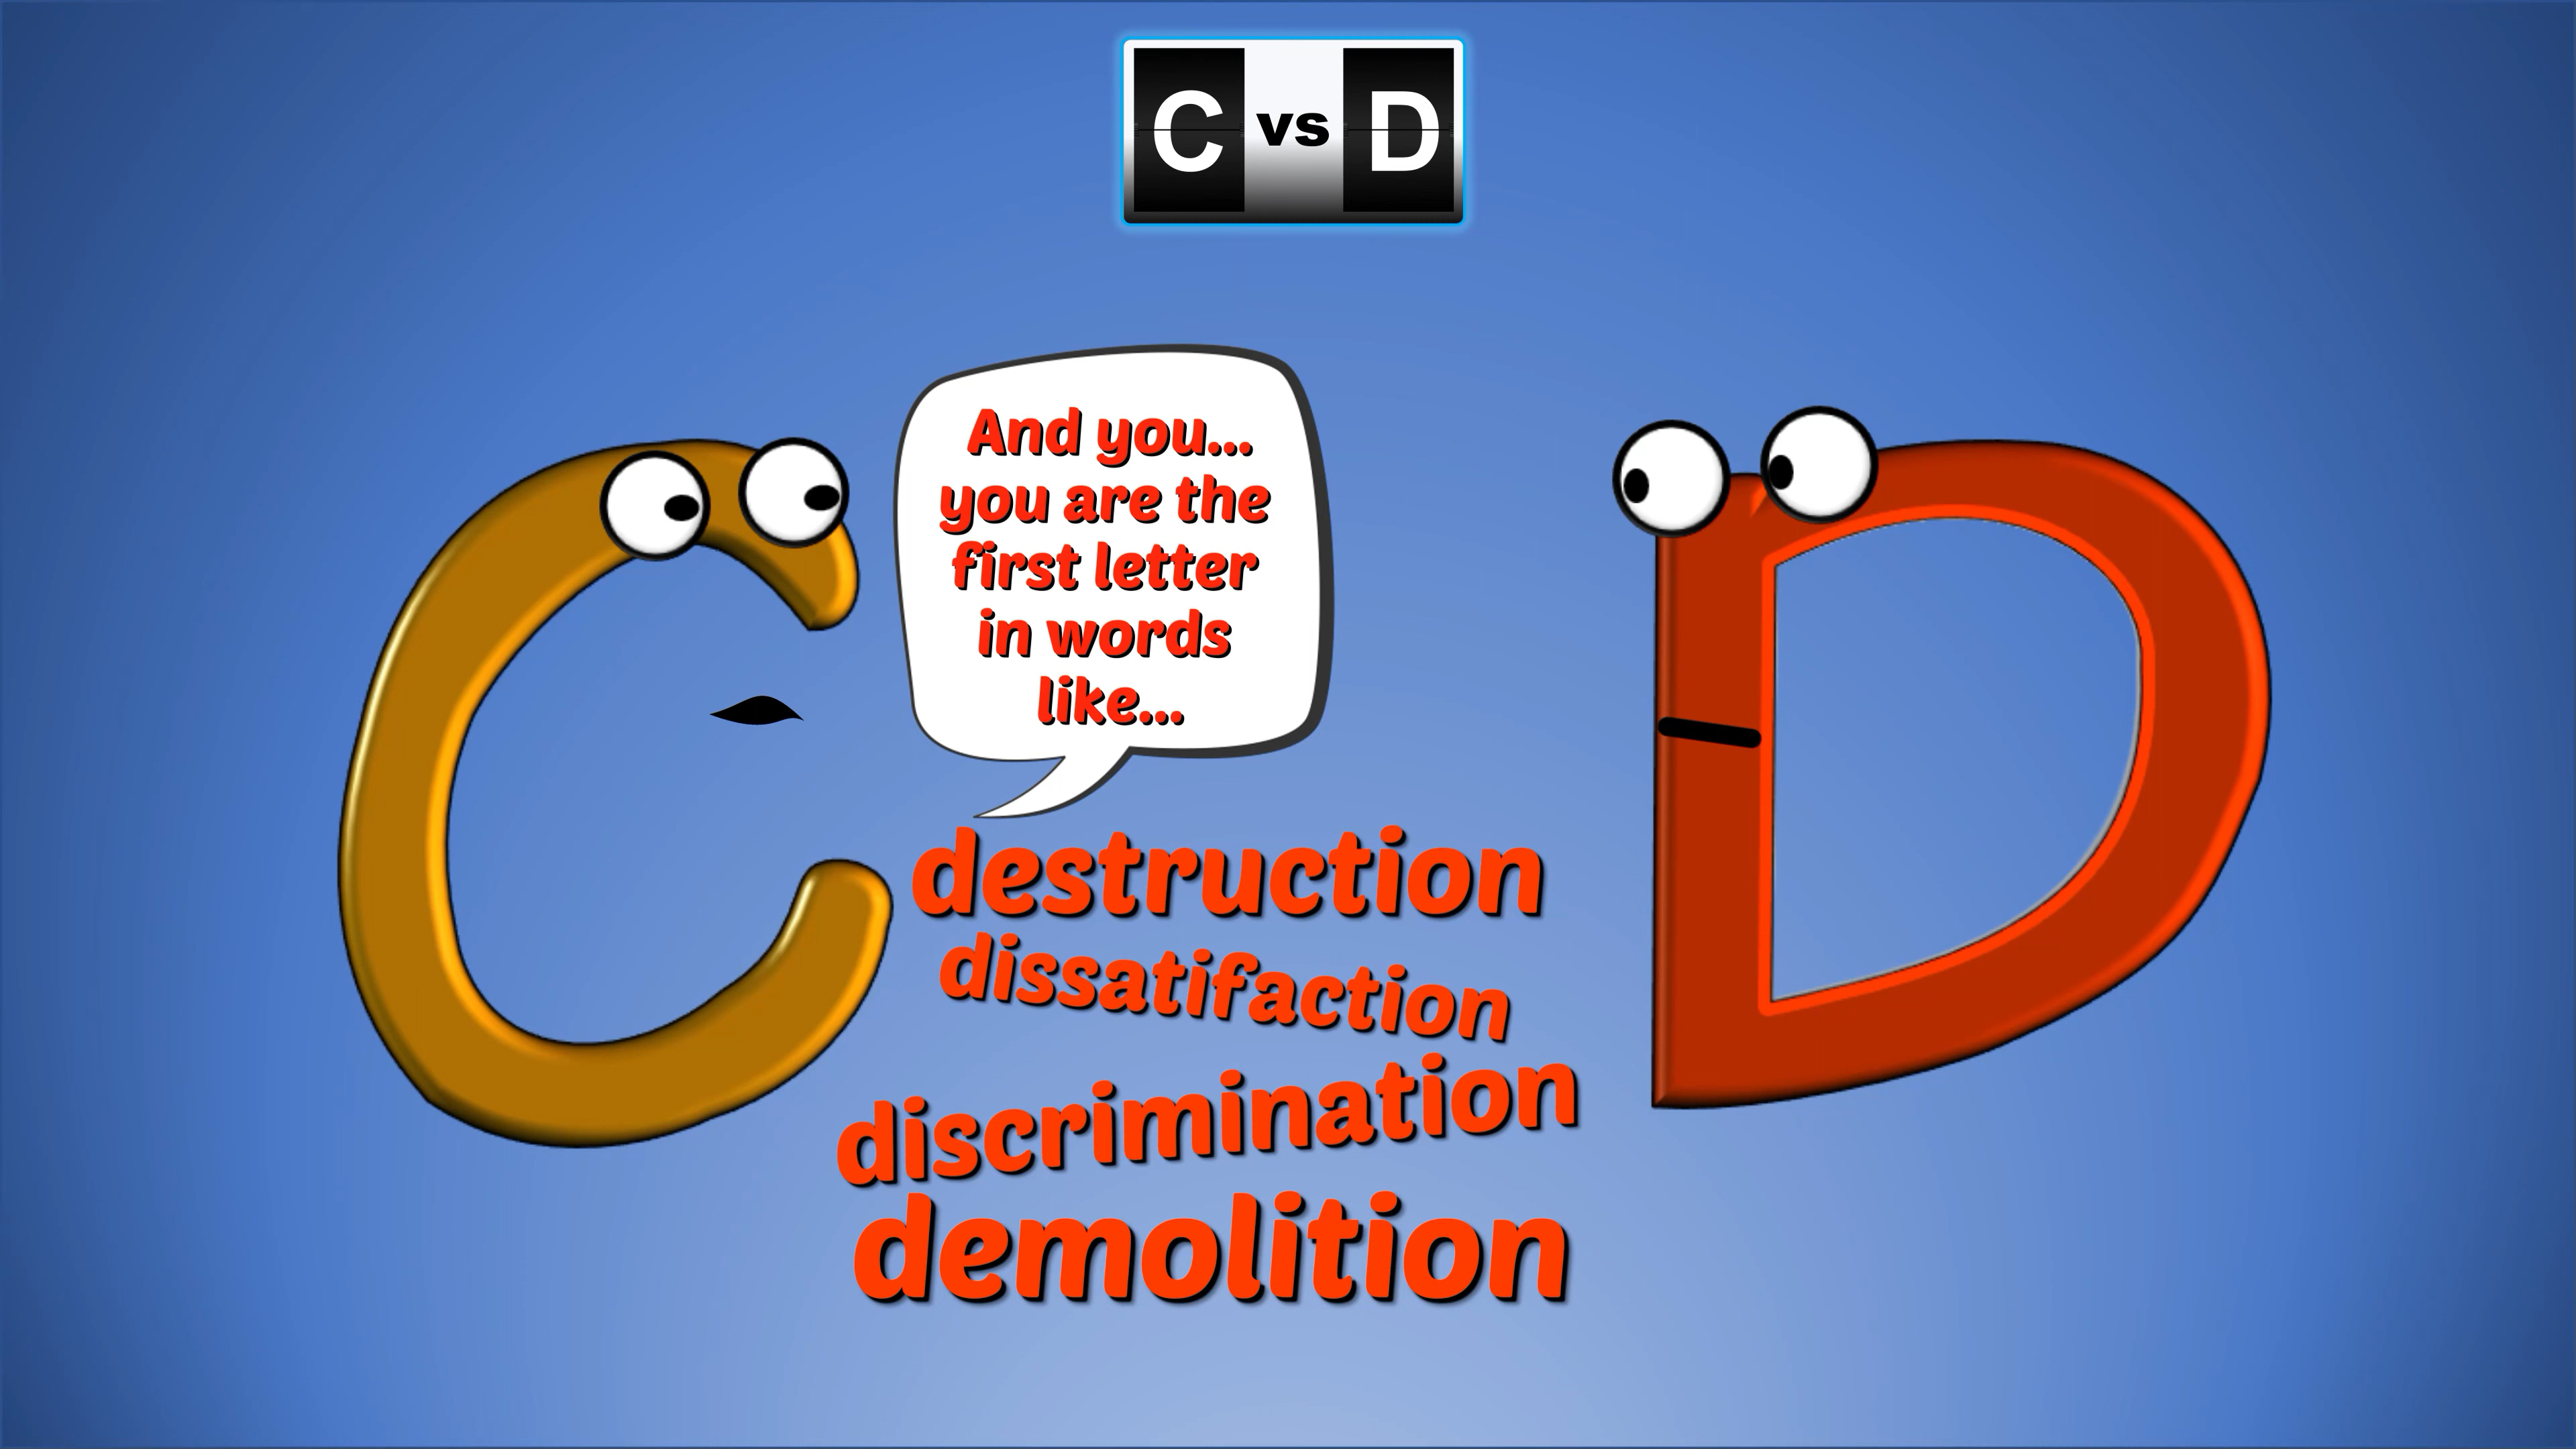 C vs D
And you...
you are the
first letter
in words
like...
destruction
dissatifaction
discrimination
demolition